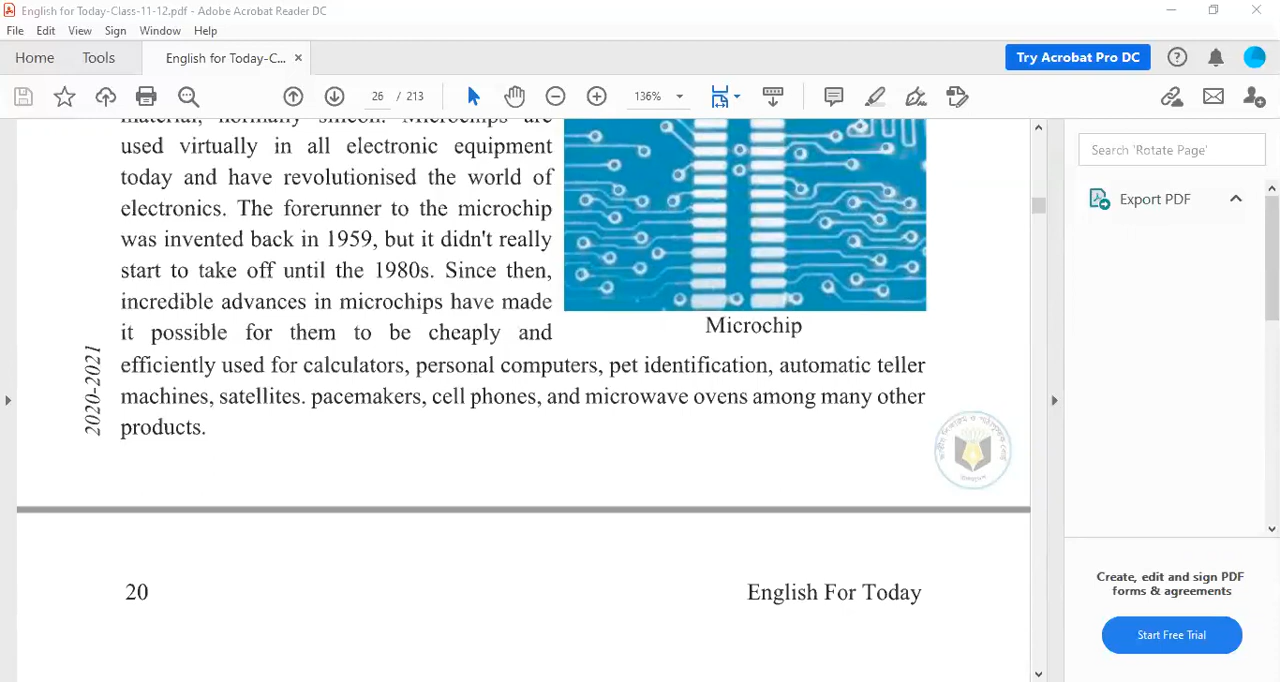 English for Today-Class-11-12.pdf - Adobe Acrobat Reader DC
File Edit View Sign Window Help
Home Tools English for Today-C... ×
Try Acrobat Pro DC
26 / 213 136%
material, normally silicon. Microchips are
used virtually in all electronic equipment
today and have revolutionised the world of
electronics. The forerunner to the microchip
was invented back in 1959, but it didn't really
start to take off until the 1980s. Since then,
incredible advances in microchips have made
it possible for them to be cheaply and
efficiently used for calculators, personal computers, pet identification, automatic teller
machines, satellites. pacemakers, cell phones, and microwave ovens among many other
products.
Microchip
2020-2021
20
English For Today
Search 'Rotate Page'
Export PDF
Create, edit and sign PDF
forms & agreements
Start Free Trial